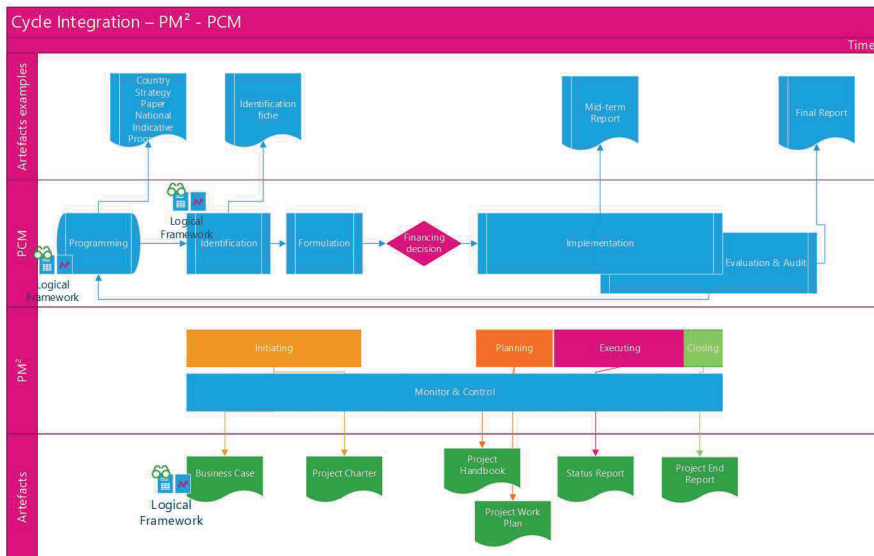 Cycle Integration – PM² - PCM
Time
Artefacts examples
Country
Strategy
Paper
National
Indicative
Identification
fiche
Mid-term
Report
Final Report
PCM
Logical
Framework
Programming
Logical
Framework
Identification
Formulation
Financing
decision
Implementation
Evaluation & Audit
PM²
Initiating
Planning
Executing
Closing
Monitor & Control
Artefacts
Logical
Framework
Business Case
Project Charter
Project
Handbook
Project Work
Plan
Status Report
Project End
Report